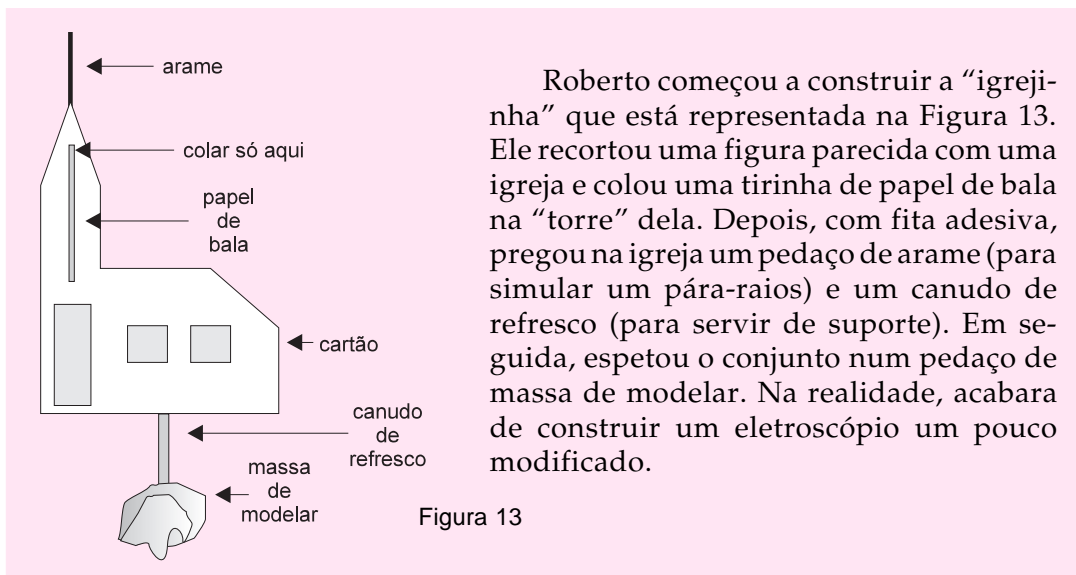 arame
colar só aqui
papel
de
bala
cartão
canudo
de
refresco
massa
de
modelar
Figura 13
Roberto começou a construir a “igreji-
nha” que está representada na Figura 13.
Ele recortou uma figura parecida com uma
igreja e colou uma tirinha de papel de bala
na “torre” dela. Depois, com fita adesiva,
pregou na igreja um pedaço de arame (para
simular um pára-raios) e um canudo de
refresco (para servir de suporte). Em se-
guida, espetou o conjunto num pedaço de
massa de modelar. Na realidade, acabara
de construir um eletroscópio um pouco
modificado.